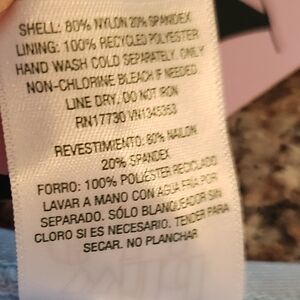 SHELL: 80% NYLON 20% SPANDEX
LINING: 100% RECYCLED POLYESTER
HAND WASH COLD SEPARATELY. ONLY
NON-CHLORINE BLEACH IF NEEDED.
LINE DRY. DO NOT IRON
RN17730 VN1345353
REVESTIMIENTO: 80% NAILON
20% SPANDEX
FORRO: 100% POLIÉSTER RECICLADO
LAVAR A MANO CON AGUA FRÍA POR
SEPARADO. SÓLO BLANQUEADOR SIN
CLORO SI ES NECESARIO. TENDER PARA
SECAR. NO PLANCHAR